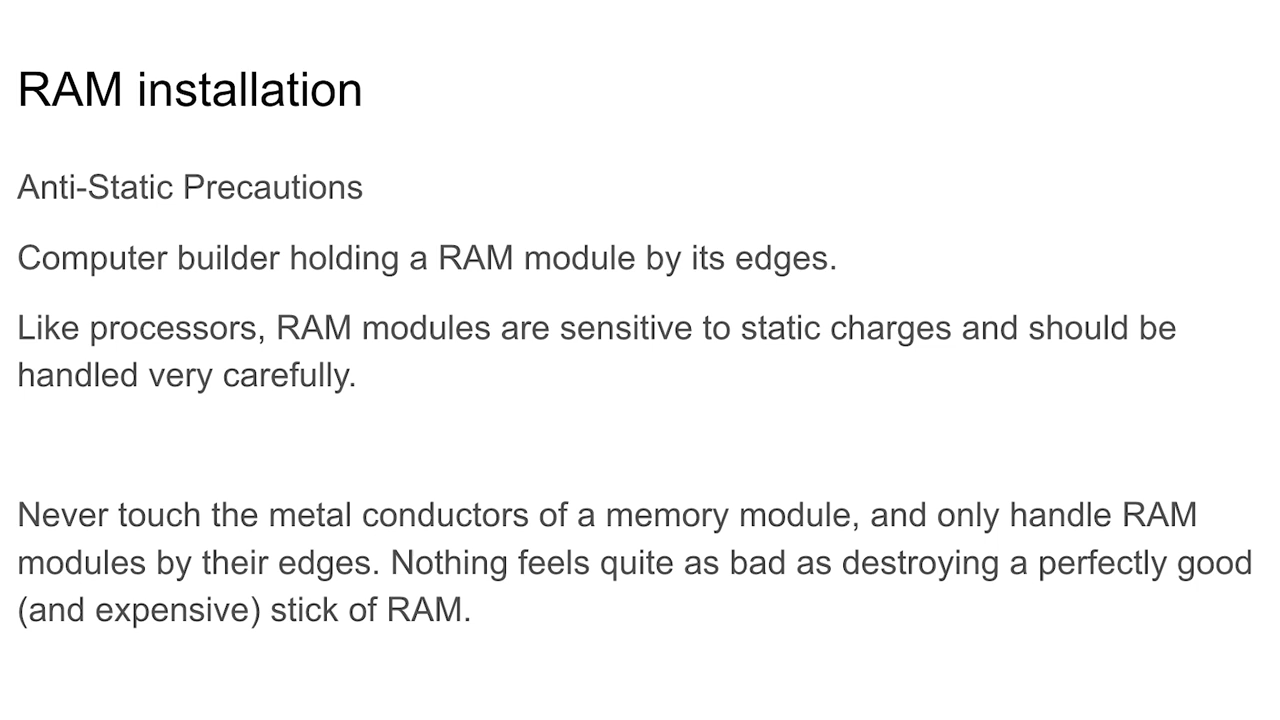 RAM installation
Anti-Static Precautions
Computer builder holding a RAM module by its edges.
Like processors, RAM modules are sensitive to static charges and should be
handled very carefully.
Never touch the metal conductors of a memory module, and only handle RAM
modules by their edges. Nothing feels quite as bad as destroying a perfectly good
(and expensive) stick of RAM.